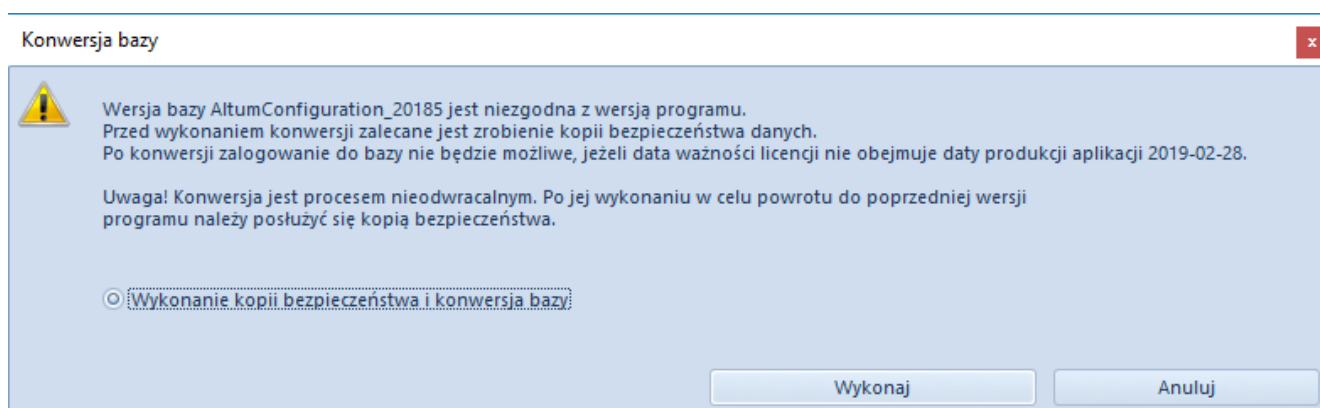 Konwersja bazy
x
Wersja bazy AltumConfiguration_20185 jest niezgodna z wersją programu.
Przed wykonaniem konwersji zalecane jest zrobienie kopii bezpieczeństwa danych.
Po konwersji zalogowanie do bazy nie będzie możliwe, jeżeli data ważności licencji nie obejmuje daty produkcji aplikacji 2019-02-28.
Uwaga! Konwersja jest procesem nieodwracalnym. Po jej wykonaniu w celu powrotu do poprzedniej wersji
programu należy posłużyć się kopią bezpieczeństwa.
Wykonanie kopii bezpieczeństwa i konwersja bazy
Wykonaj Anuluj